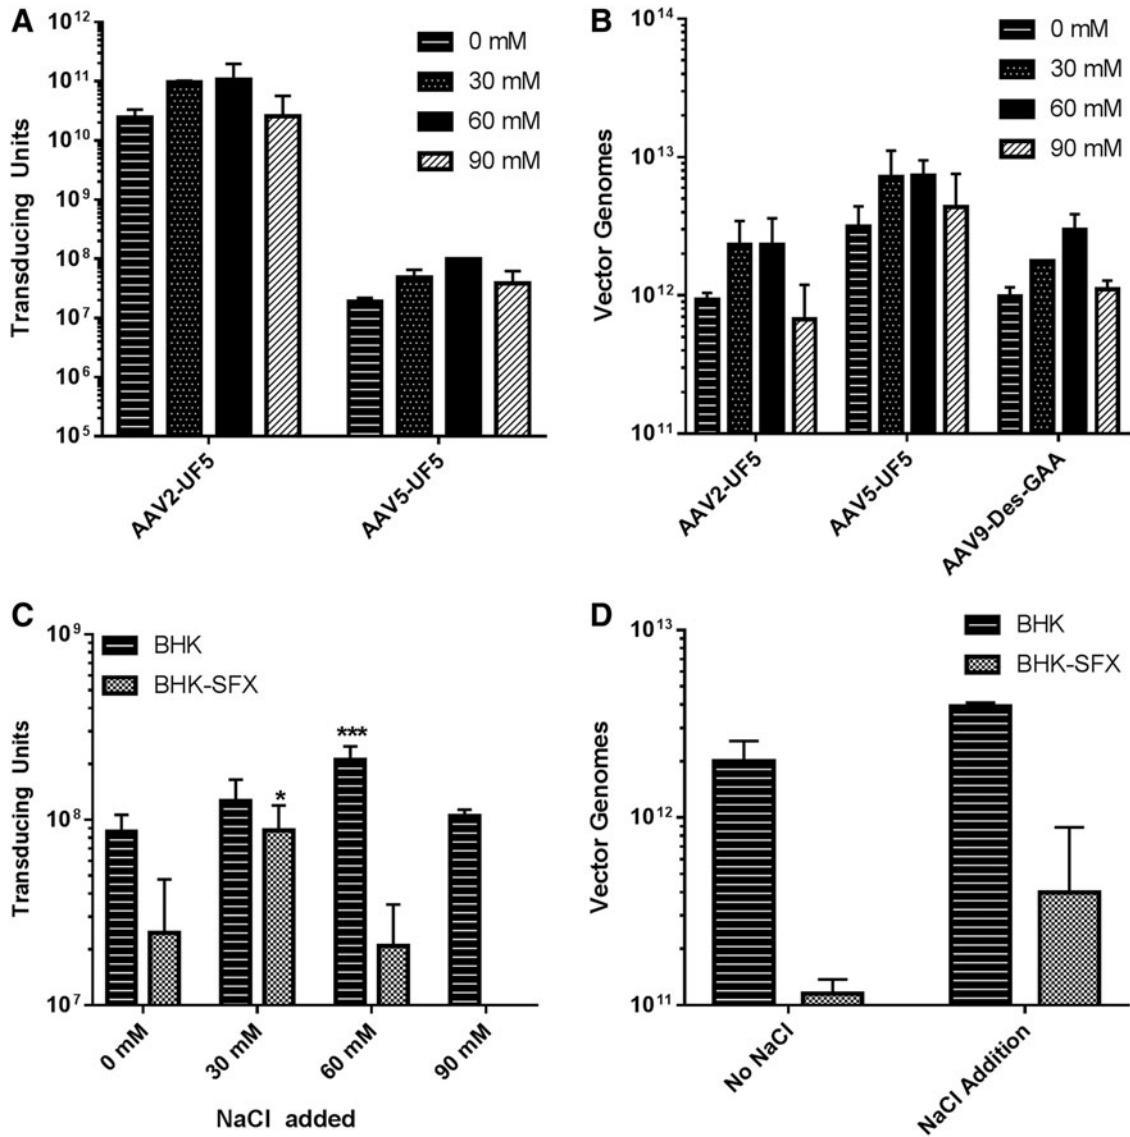 A
Transducing Units
10^12
10^11
10^10
10^9
10^8
10^7
10^6
10^5
0 mM
30 mM
60 mM
90 mM
AAV2-UF5
AAV5-UF5
B
Vector Genomes
10^14
10^13
10^12
10^11
0 mM
30 mM
60 mM
90 mM
AAV2-UF5
AAV5-UF5
AAV9-Des-GAA
C
Transducing Units
10^9
10^8
10^7
BHK
BHK-SFX
*
***
0 mM
30 mM
60 mM
90 mM
NaCl added
D
Vector Genomes
10^13
10^12
10^11
BHK
BHK-SFX
No NaCl
NaCl Addition